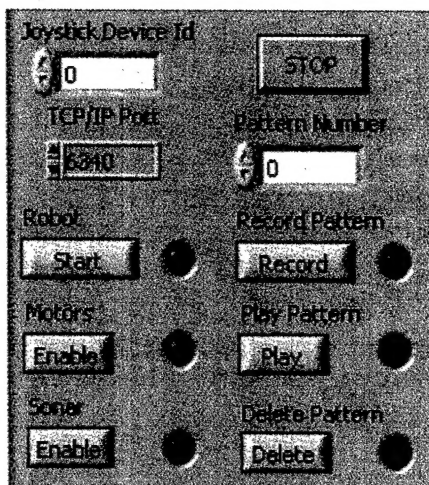 Joystick Device Id
0
STOP
TCP/IP Port
Pattern Number
6340
0
Robot
Record Pattern
Start
Record
Motors
Play Pattern
Enable
Play
Sonar
Delete Pattern
Enable
Delete